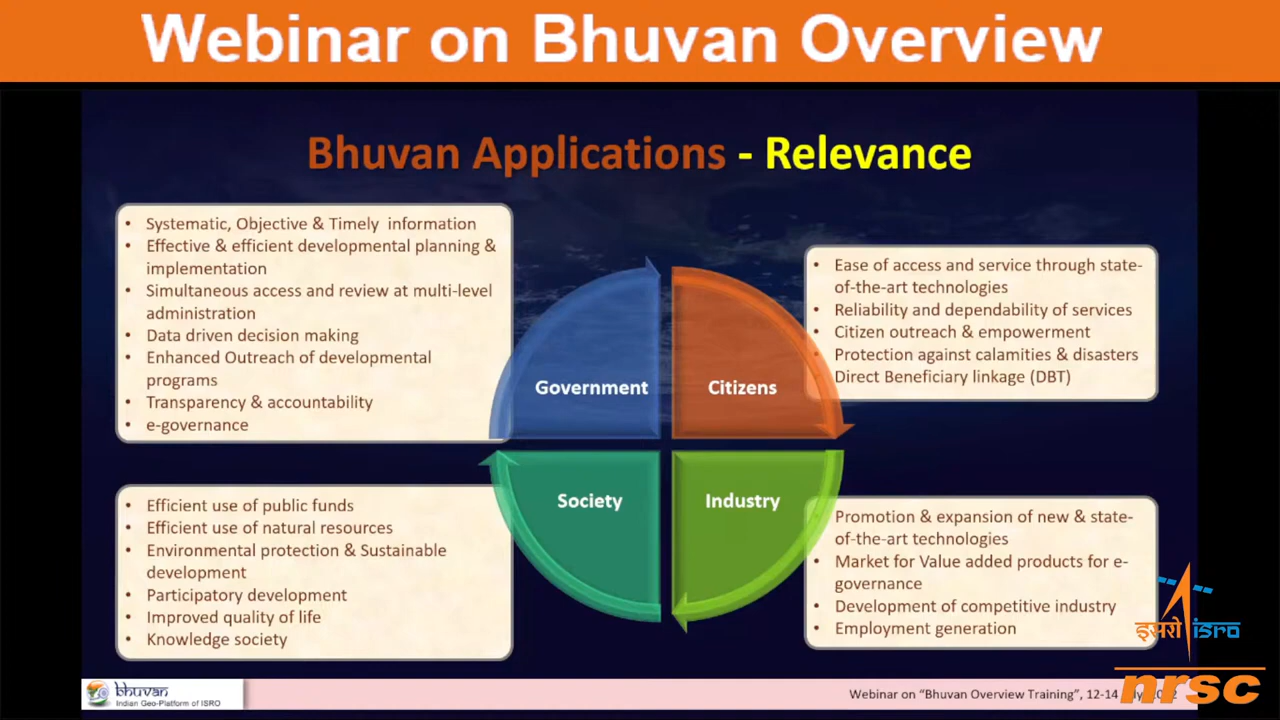 Webinar on Bhuvan Overview
Bhuvan Applications - Relevance
• Systematic, Objective & Timely information
• Effective & efficient developmental planning &
implementation
• Simultaneous access and review at multi-level
administration
• Data driven decision making
• Enhanced Outreach of developmental
programs
• Transparency & accountability
• e-governance
• Ease of access and service through state-
of-the-art technologies
• Reliability and dependability of services
• Citizen outreach & empowerment
• Protection against calamities & disasters
Direct Beneficiary linkage (DBT)
Government
Citizens
Society
Industry
• Efficient use of public funds
• Efficient use of natural resources
• Environmental protection & Sustainable
development
• Participatory development
• Improved quality of life
• Knowledge society
• Promotion & expansion of new & state-
of-the-art technologies
• Market for Value added products for e-
governance
• Development of competitive industry
• Employment generation
इसरो isro
nrsc
bhuvan
Indian Geo-Platform of ISRO
Webinar on “Bhuvan Overview Training”, 12-14